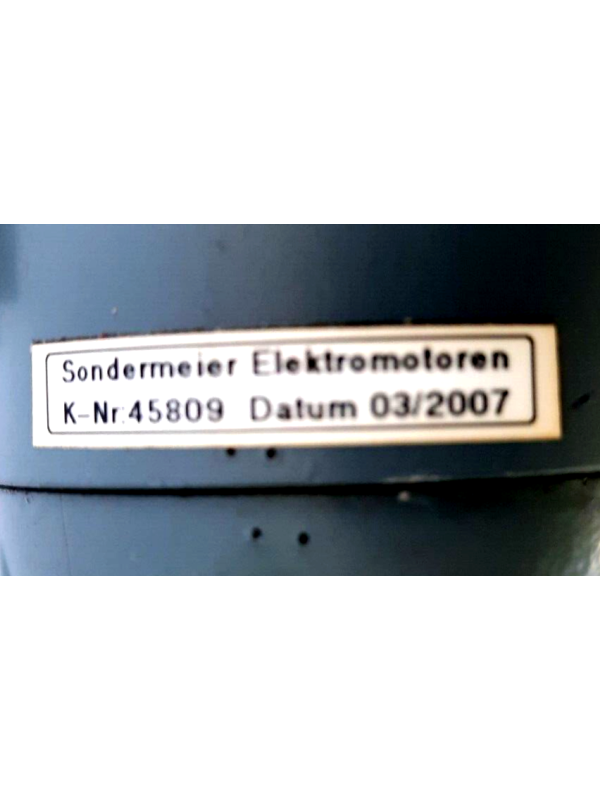 Sondermeier Elektromotoren
K-Nr.45809 Datum 03/2007